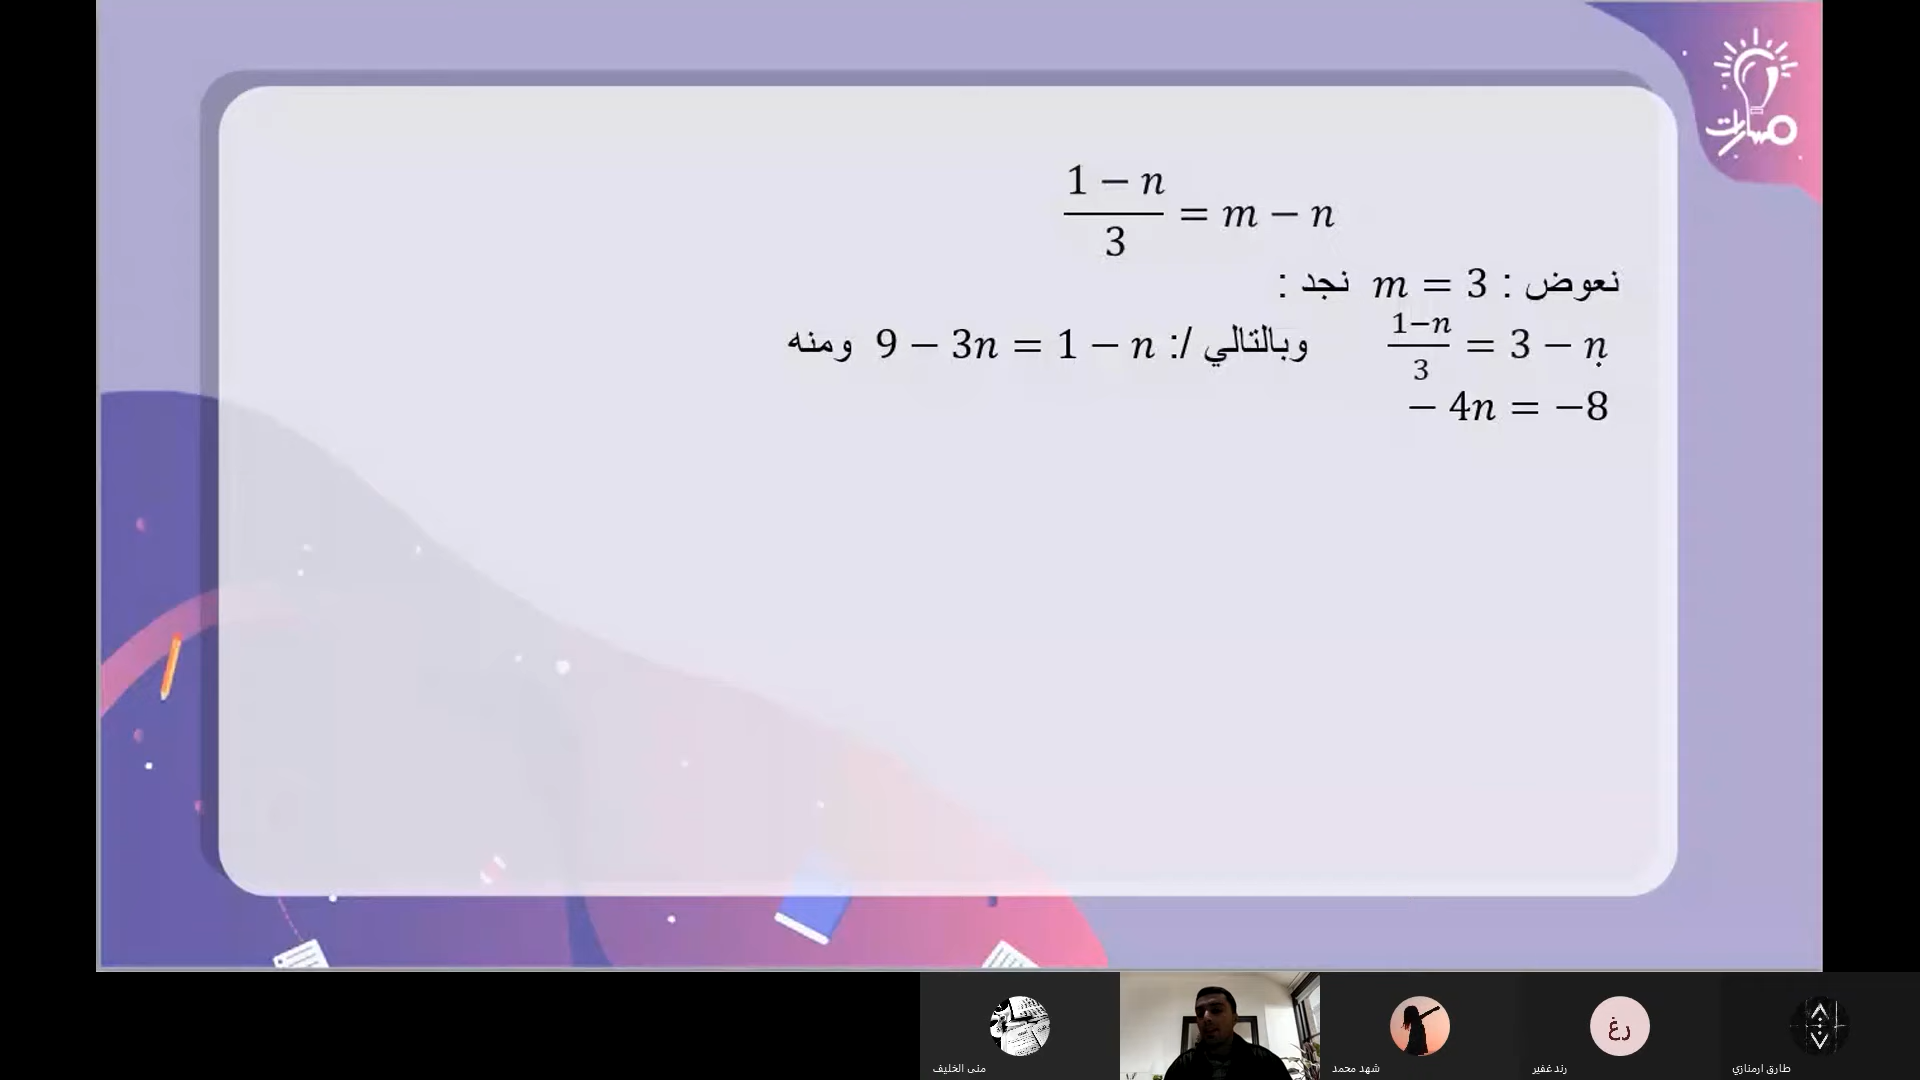 مسارات
1 − n / 3 = m − n
نعوض : m = 3 نجد :
1−n / 3 = 3 − n وبالتالي /: 9 − 3n = 1 − n ومنه
− 4n = −8
منى الخليف
شهد محمد
رغ
رند غفير
طارق ارمنازي